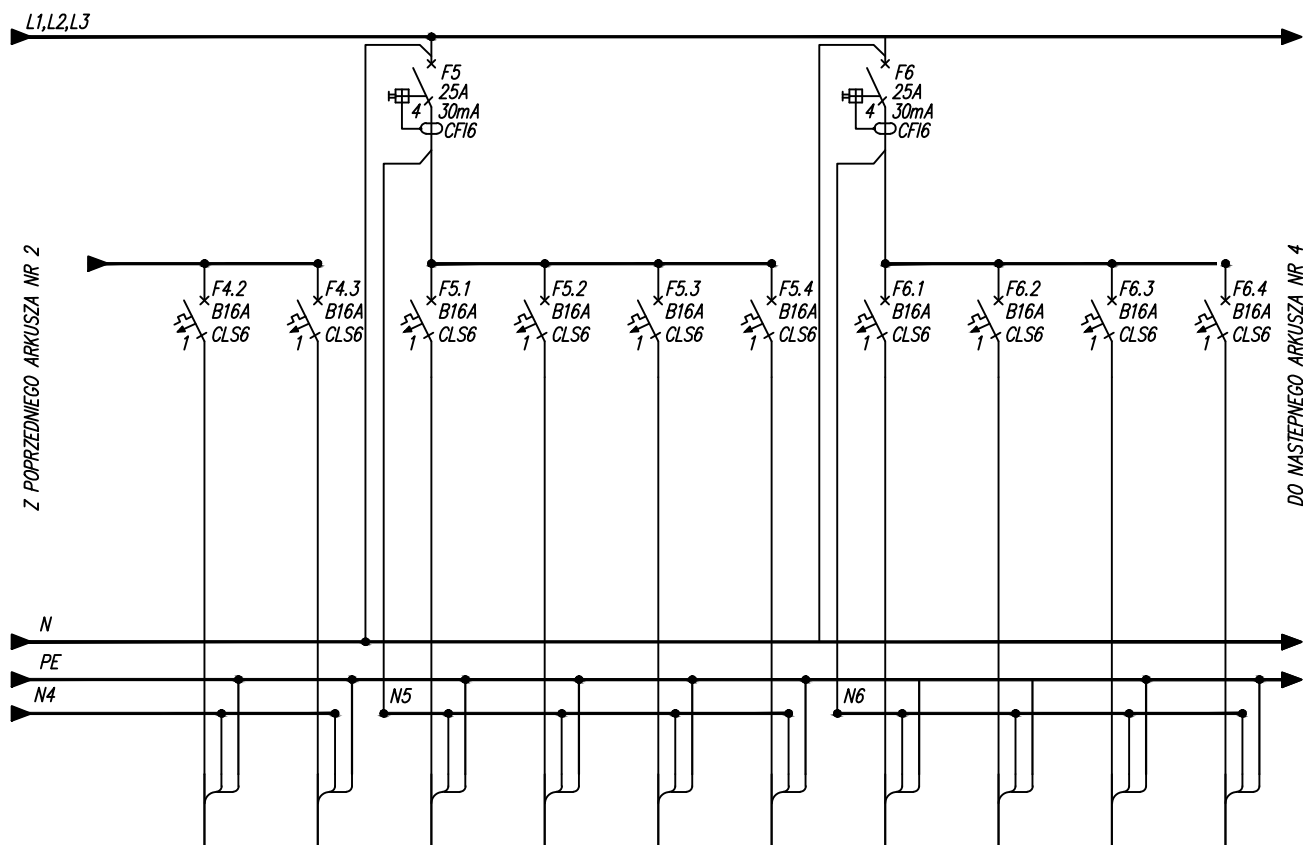 L1,L2,L3
F5
25A
30mA
4
CFI6
F6
25A
30mA
4
CFI6
Z POPRZEDNIEGO ARKUSZA NR 2
F4.2
B16A
CLS6
1
F4.3
B16A
CLS6
1
F5.1
B16A
CLS6
1
F5.2
B16A
CLS6
1
F5.3
B16A
CLS6
1
F5.4
B16A
CLS6
1
F6.1
B16A
CLS6
1
F6.2
B16A
CLS6
1
F6.3
B16A
CLS6
1
F6.4
B16A
CLS6
1
DO NASTEPNEGO ARKUSZA NR 4
N
PE
N4
N5
N6